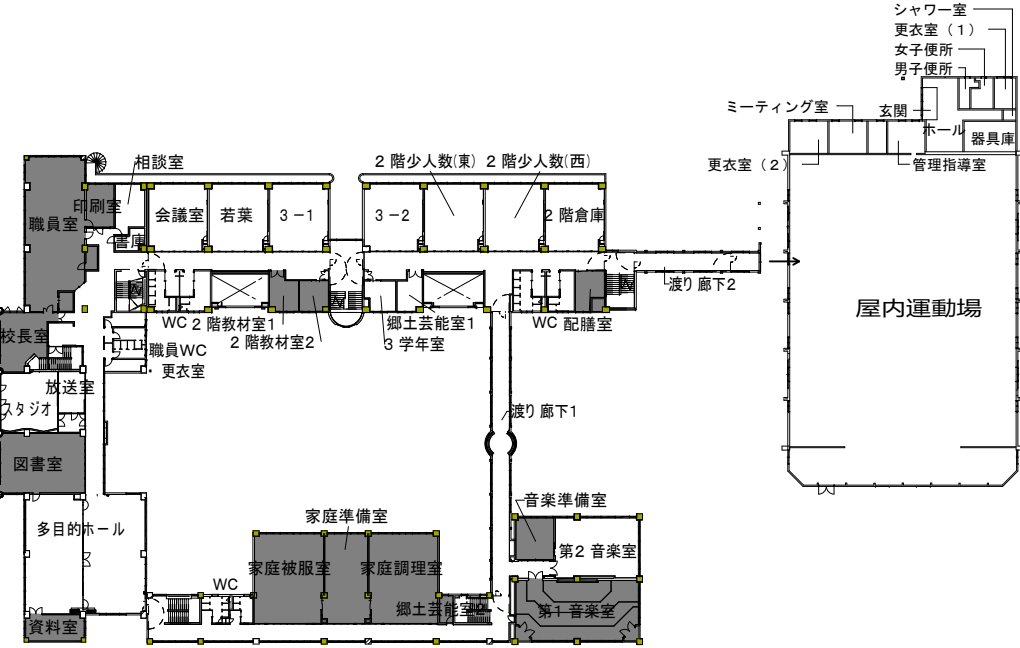 シャワー室
更衣室（１）
女子便所
男子便所
ミーティング室
玄関
ホール
器具庫
更衣室（２）
管理指導室
相談室
２階少人数(東)
２階少人数(西)
印刷室
職員室
会議室
若葉
３－１
３－２
２階倉庫
書庫
渡り廊下2
屋内運動場
WC
２階教材室1
２階教材室2
郷土芸能室1
３学年室
WC
配膳室
校長室
職員WC
更衣室
放送室
スタジオ
渡り廊下1
図書室
音楽準備室
家庭準備室
多目的ホール
第2 音楽室
家庭被服室
家庭調理室
WC
郷土芸能室2
第1 音楽室
資料室